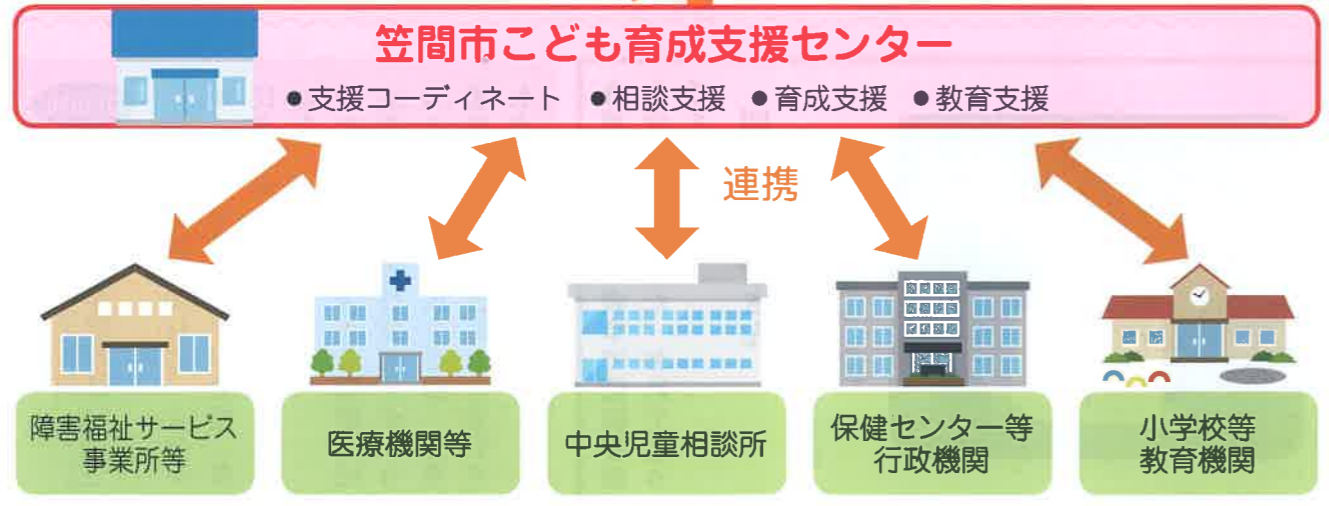 笠間市こども育成支援センター
●支援コーディネート ●相談支援 ●育成支援 ●教育支援
連携
障害福祉サービス
事業所等
医療機関等
中央児童相談所
保健センター等
行政機関
小学校等
教育機関